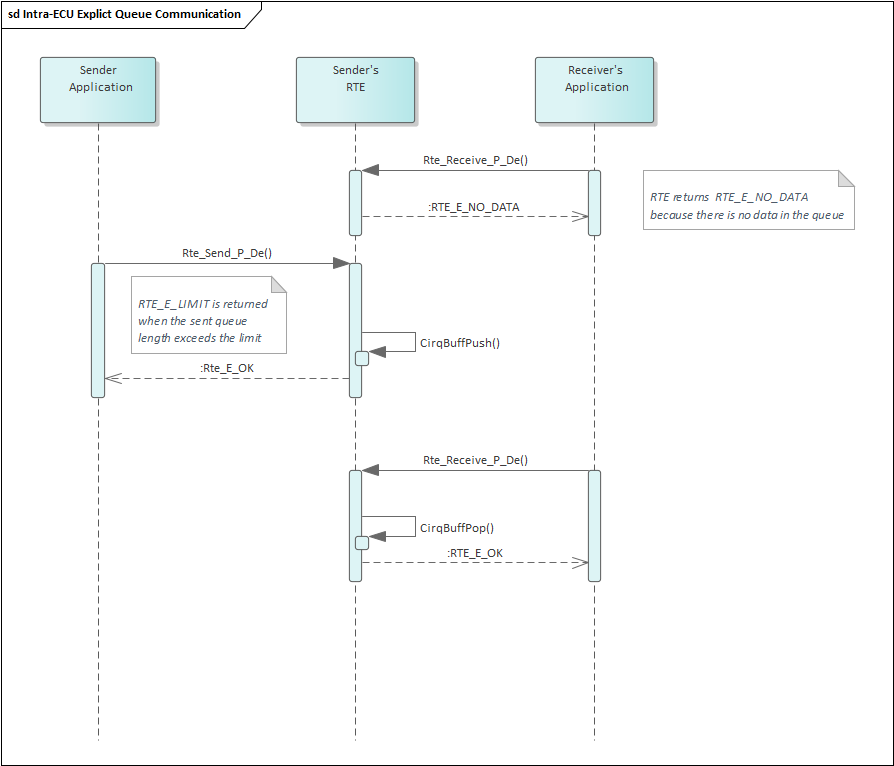 sd Intra-ECU Explict Queue Communication
Sender
Application
Sender's
RTE
Receiver's
Application
Rte_Receive_P_De()
:RTE_E_NO_DATA
RTE returns RTE_E_NO_DATA
because there is no data in the queue
Rte_Send_P_De()
RTE_E_LIMIT is returned
when the sent queue
length exceeds the limit
CirqBuffPush()
:Rte_E_OK
Rte_Receive_P_De()
CirqBuffPop()
:RTE_E_OK